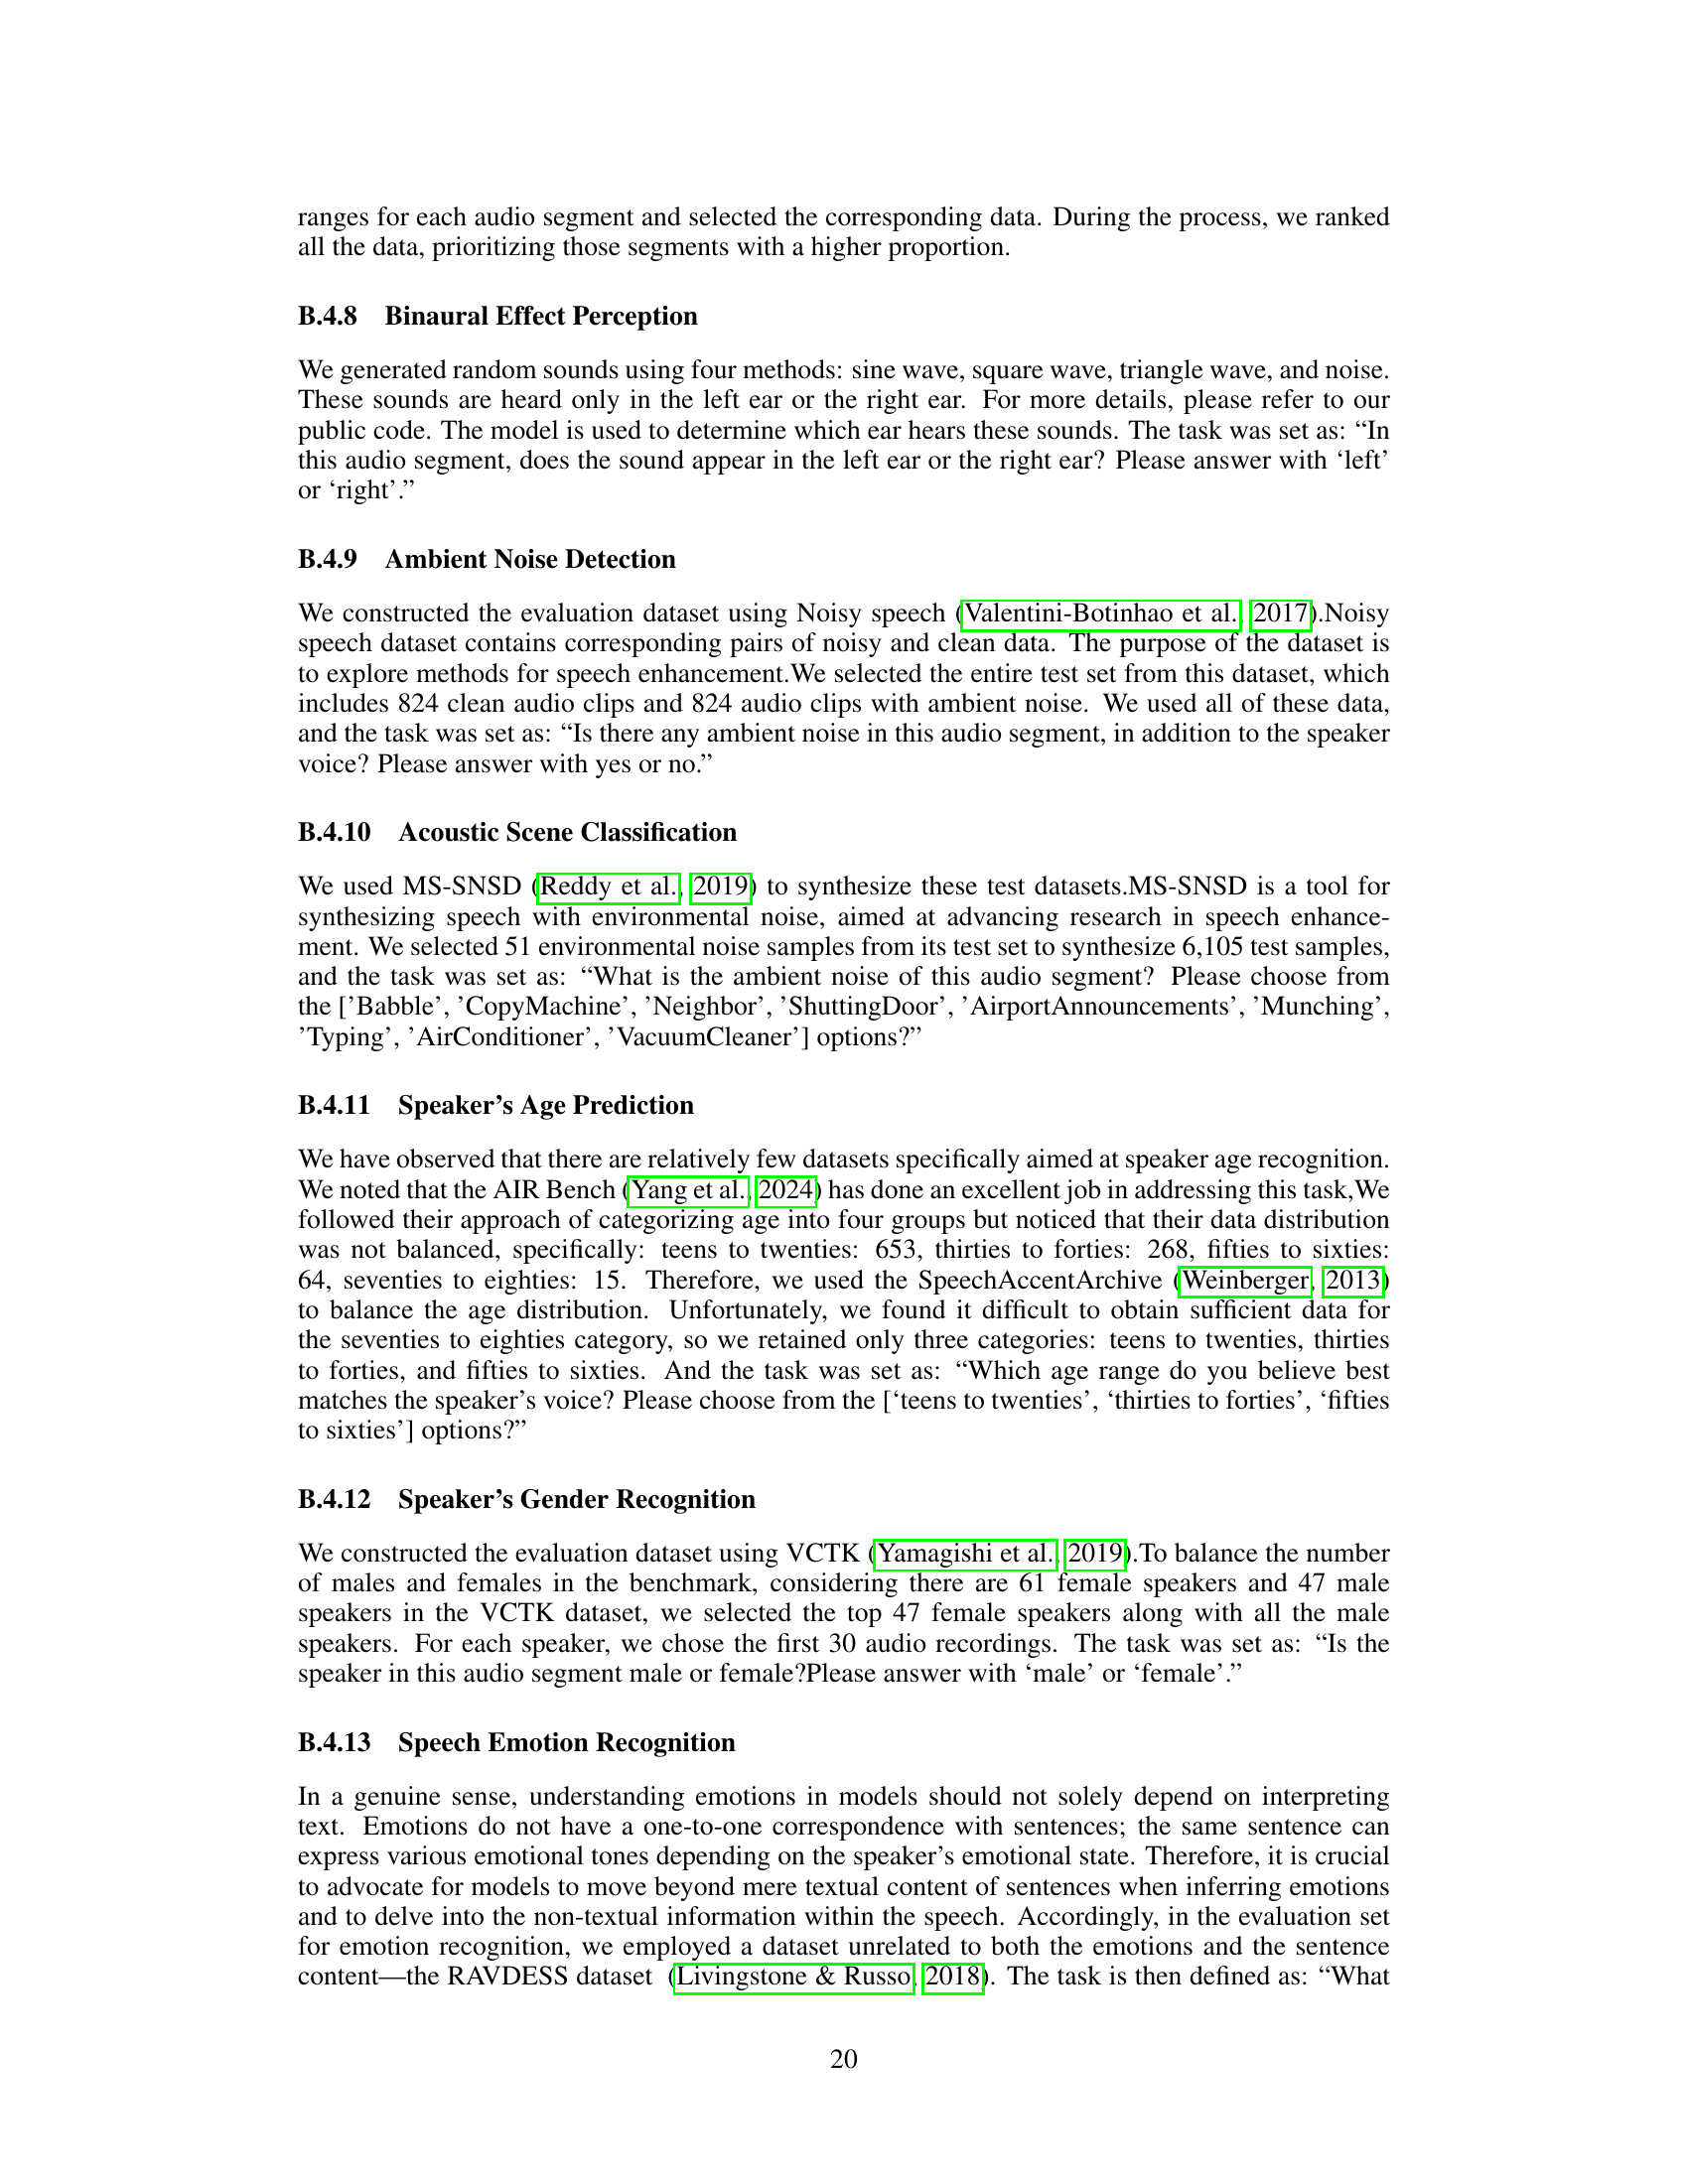 ranges for each audio segment and selected the corresponding data. During the process, we ranked
all the data, prioritizing those segments with a higher proportion.
B.4.8 Binaural Effect Perception
We generated random sounds using four methods: sine wave, square wave, triangle wave, and noise.
These sounds are heard only in the left ear or the right ear. For more details, please refer to our
public code. The model is used to determine which ear hears these sounds. The task was set as: “In
this audio segment, does the sound appear in the left ear or the right ear? Please answer with ‘left’
or ‘right’.”
B.4.9 Ambient Noise Detection
We constructed the evaluation dataset using Noisy speech (Valentini-Botinhao et al., 2017).Noisy
speech dataset contains corresponding pairs of noisy and clean data. The purpose of the dataset is
to explore methods for speech enhancement.We selected the entire test set from this dataset, which
includes 824 clean audio clips and 824 audio clips with ambient noise. We used all of these data,
and the task was set as: “Is there any ambient noise in this audio segment, in addition to the speaker
voice? Please answer with yes or no.”
B.4.10 Acoustic Scene Classification
We used MS-SNSD (Reddy et al., 2019) to synthesize these test datasets.MS-SNSD is a tool for
synthesizing speech with environmental noise, aimed at advancing research in speech enhance-
ment. We selected 51 environmental noise samples from its test set to synthesize 6,105 test samples,
and the task was set as: “What is the ambient noise of this audio segment? Please choose from
the [’Babble’, ’CopyMachine’, ’Neighbor’, ’ShuttingDoor’, ’AirportAnnouncements’, ’Munching’,
’Typing’, ’AirConditioner’, ’VacuumCleaner’] options?”
B.4.11 Speaker’s Age Prediction
We have observed that there are relatively few datasets specifically aimed at speaker age recognition.
We noted that the AIR Bench (Yang et al., 2024) has done an excellent job in addressing this task,We
followed their approach of categorizing age into four groups but noticed that their data distribution
was not balanced, specifically: teens to twenties: 653, thirties to forties: 268, fifties to sixties:
64, seventies to eighties: 15. Therefore, we used the SpeechAccentArchive (Weinberger, 2013)
to balance the age distribution. Unfortunately, we found it difficult to obtain sufficient data for
the seventies to eighties category, so we retained only three categories: teens to twenties, thirties
to forties, and fifties to sixties. And the task was set as: “Which age range do you believe best
matches the speaker’s voice? Please choose from the [‘teens to twenties’, ‘thirties to forties’, ‘fifties
to sixties’] options?”
B.4.12 Speaker’s Gender Recognition
We constructed the evaluation dataset using VCTK (Yamagishi et al., 2019).To balance the number
of males and females in the benchmark, considering there are 61 female speakers and 47 male
speakers in the VCTK dataset, we selected the top 47 female speakers along with all the male
speakers. For each speaker, we chose the first 30 audio recordings. The task was set as: “Is the
speaker in this audio segment male or female?Please answer with ‘male’ or ‘female’.”
B.4.13 Speech Emotion Recognition
In a genuine sense, understanding emotions in models should not solely depend on interpreting
text. Emotions do not have a one-to-one correspondence with sentences; the same sentence can
express various emotional tones depending on the speaker’s emotional state. Therefore, it is crucial
to advocate for models to move beyond mere textual content of sentences when inferring emotions
and to delve into the non-textual information within the speech. Accordingly, in the evaluation set
for emotion recognition, we employed a dataset unrelated to both the emotions and the sentence
content—the RAVDESS dataset (Livingstone & Russo, 2018). The task is then defined as: “What
20